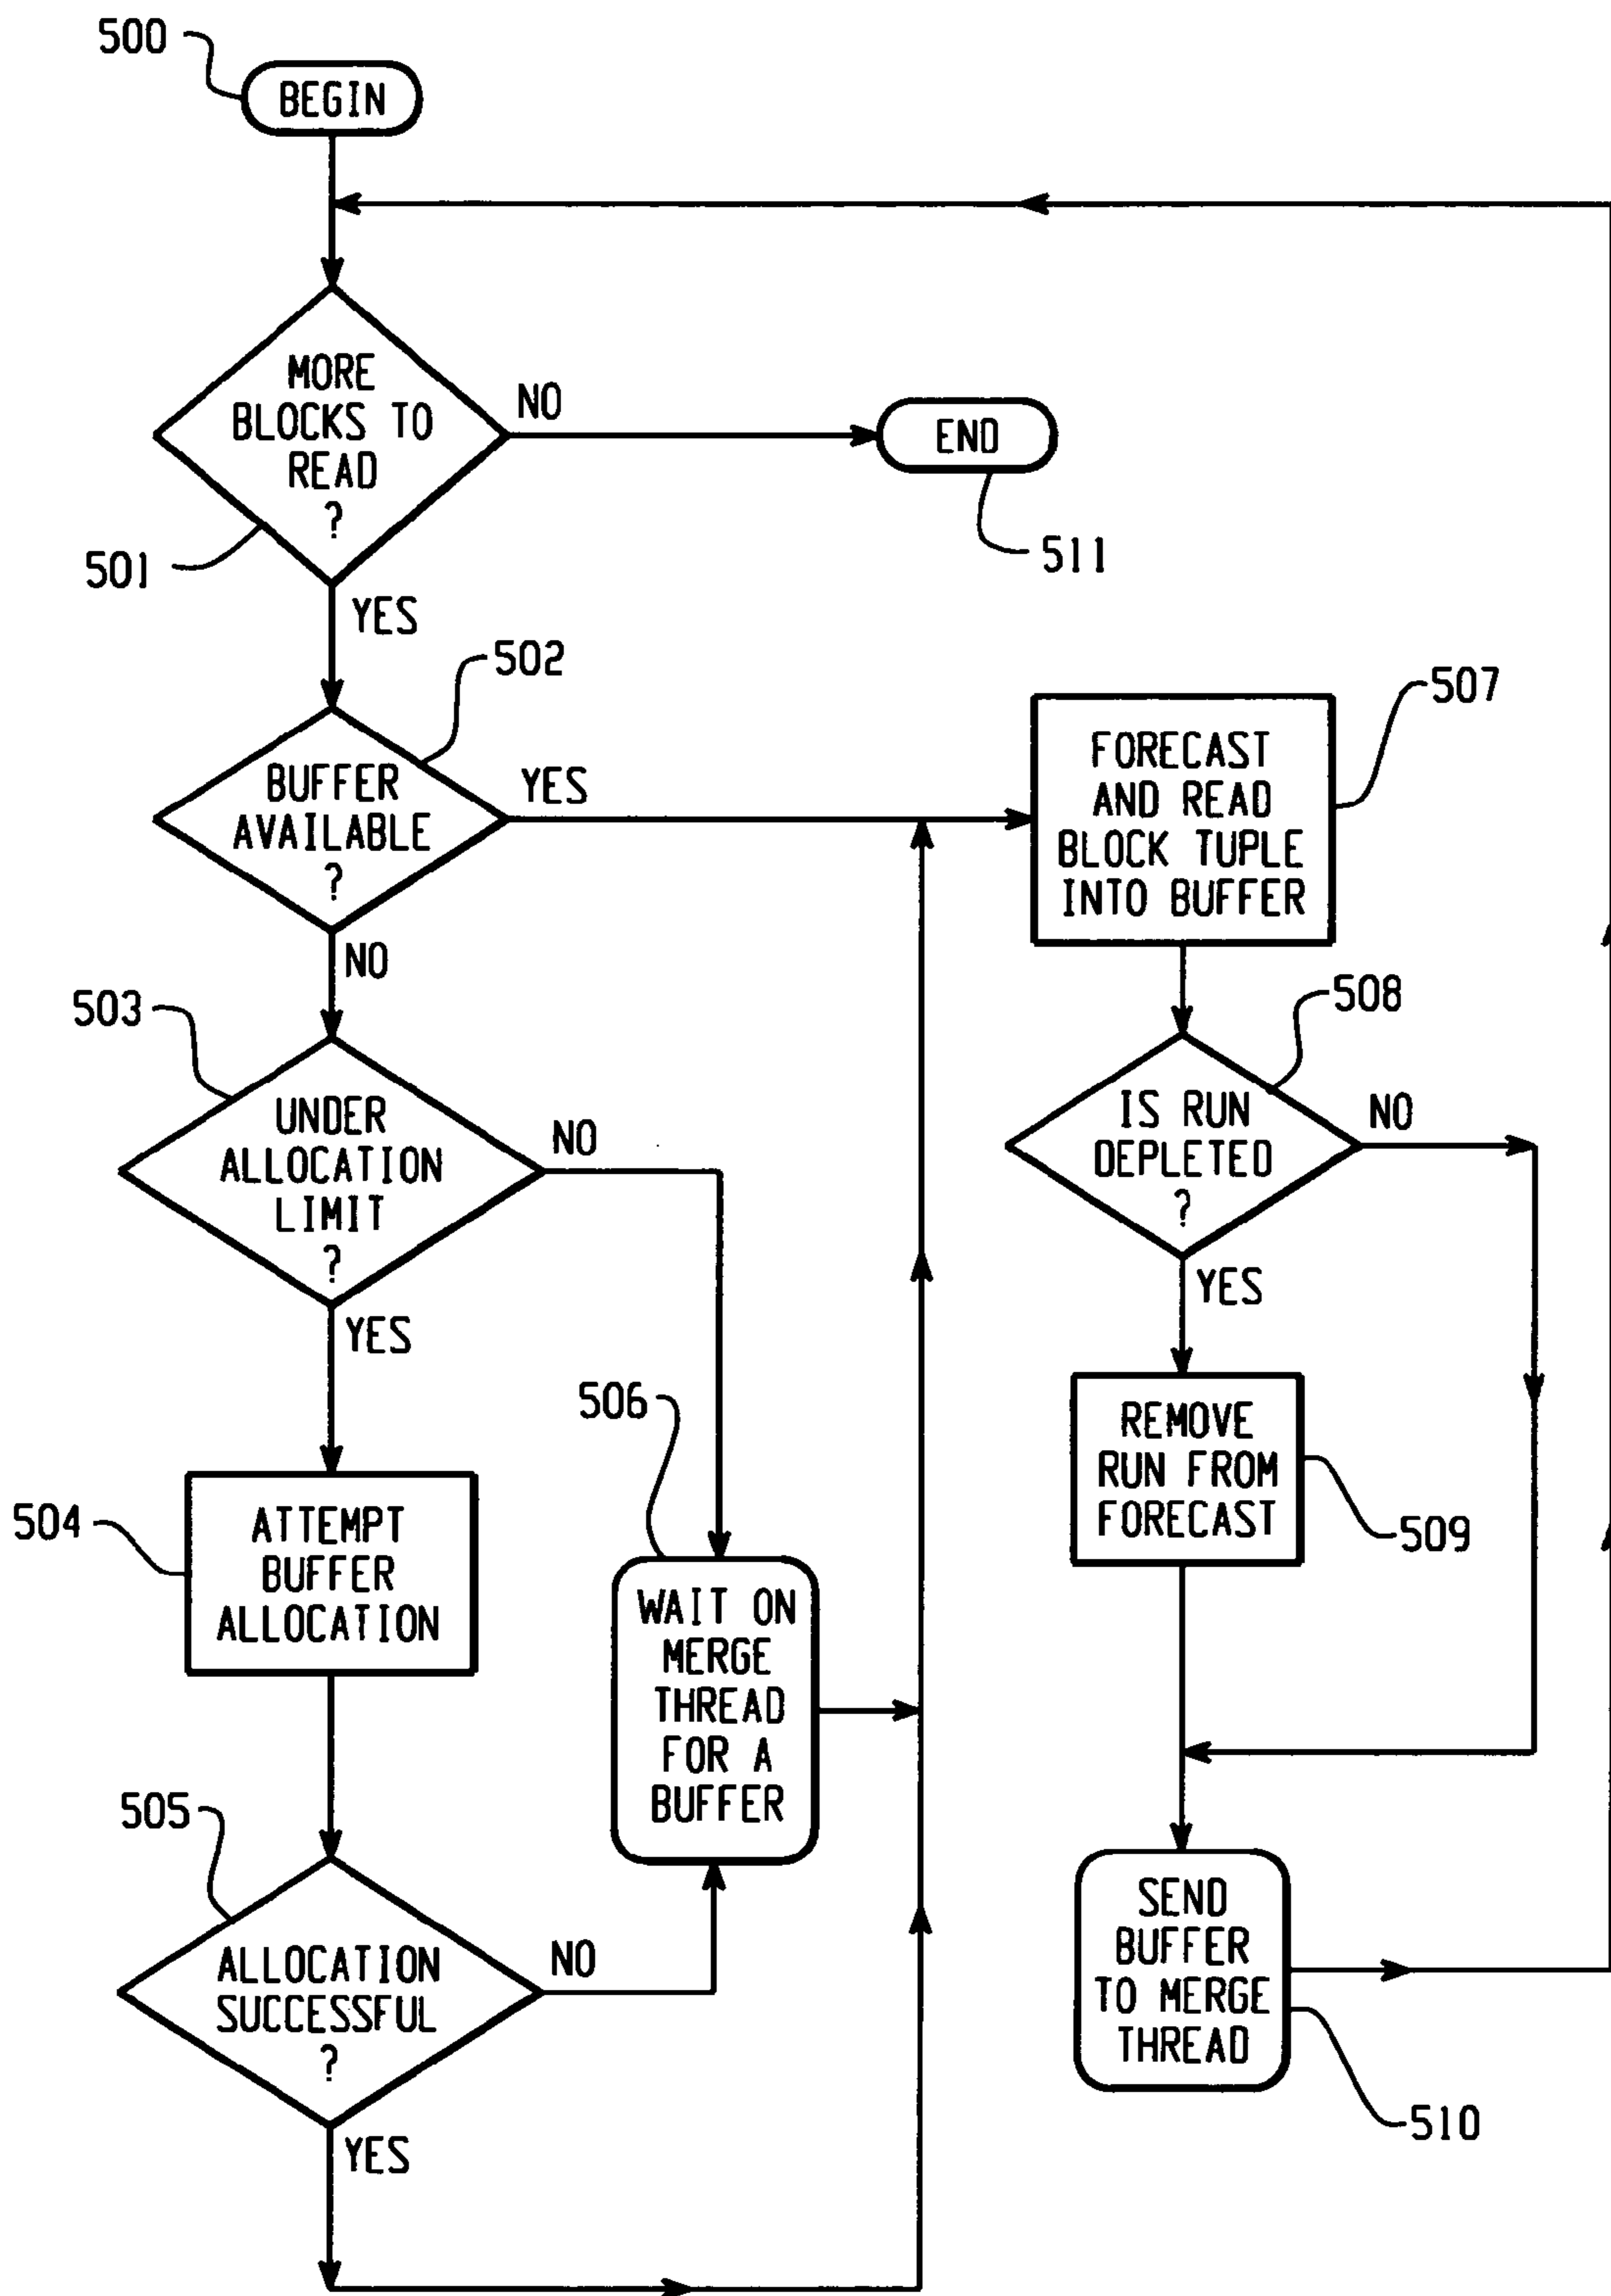 500
BEGIN
MORE
BLOCKS TO
READ
?
NO
END
501
511
YES
502
BUFFER
AVAILABLE
?
YES
NO
507
FORECAST
AND READ
BLOCK TUPLE
INTO BUFFER
503
UNDER
ALLOCATION
LIMIT
?
NO
YES
508
IS RUN
DEPLETED
?
NO
YES
504
ATTEMPT
BUFFER
ALLOCATION
506
WAIT ON
MERGE
THREAD
FOR A
BUFFER
509
REMOVE
RUN FROM
FORECAST
505
ALLOCATION
SUCCESSFUL
?
NO
YES
SEND
BUFFER
TO MERGE
THREAD
510